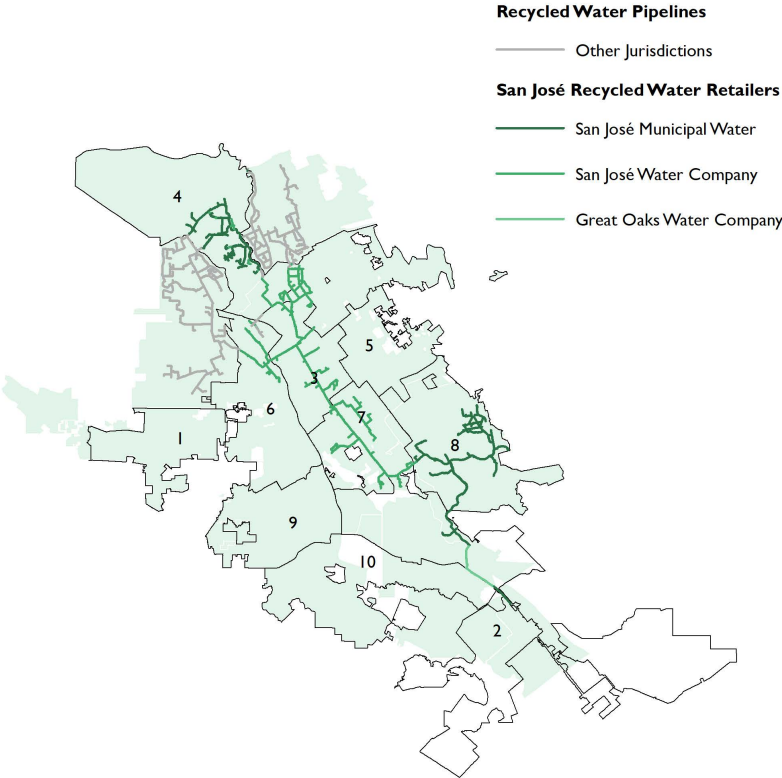 Recycled Water Pipelines
Other Jurisdictions
San José Recycled Water Retailers
San José Municipal Water
San José Water Company
Great Oaks Water Company
4
5
3
6
7
1
8
9
10
2